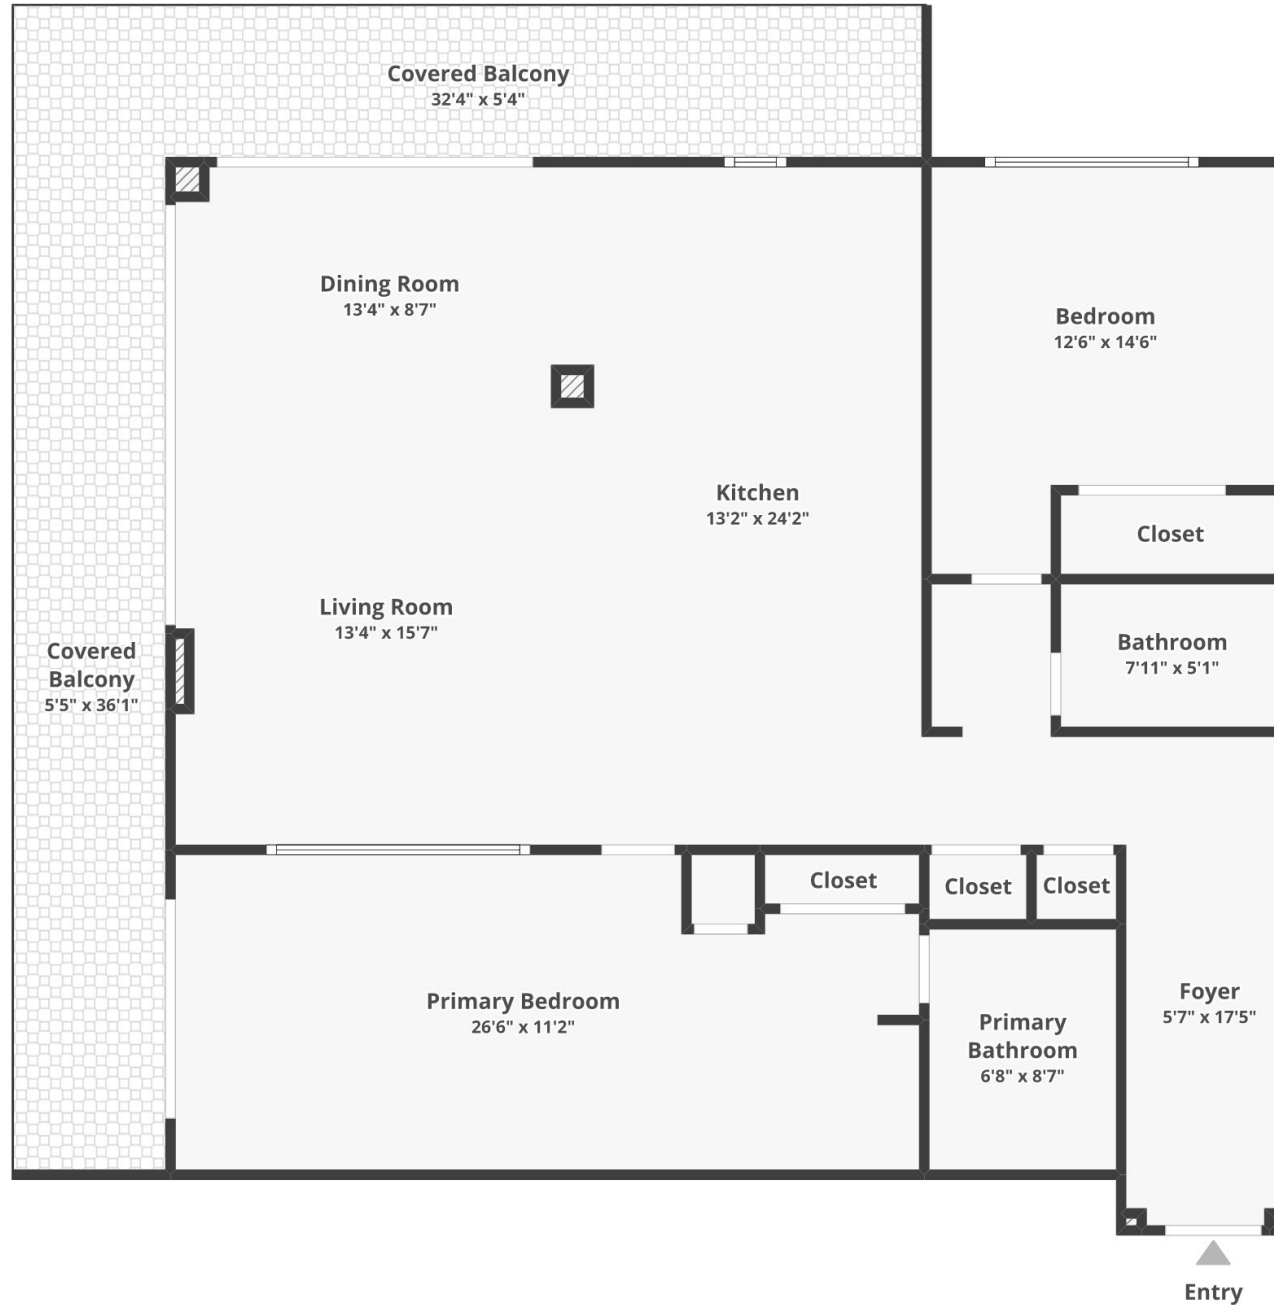 Covered Balcony
32'4" x 5'4"
Dining Room
13'4" x 8'7"
Bedroom
12'6" x 14'6"
Kitchen
13'2" x 24'2"
Closet
Living Room
13'4" x 15'7"
Covered
Balcony
5'5" x 36'1"
Bathroom
7'11" x 5'1"
Closet
Closet
Closet
Primary Bedroom
26'6" x 11'2"
Primary
Bathroom
6'8" x 8'7"
Foyer
5'7" x 17'5"
Entry